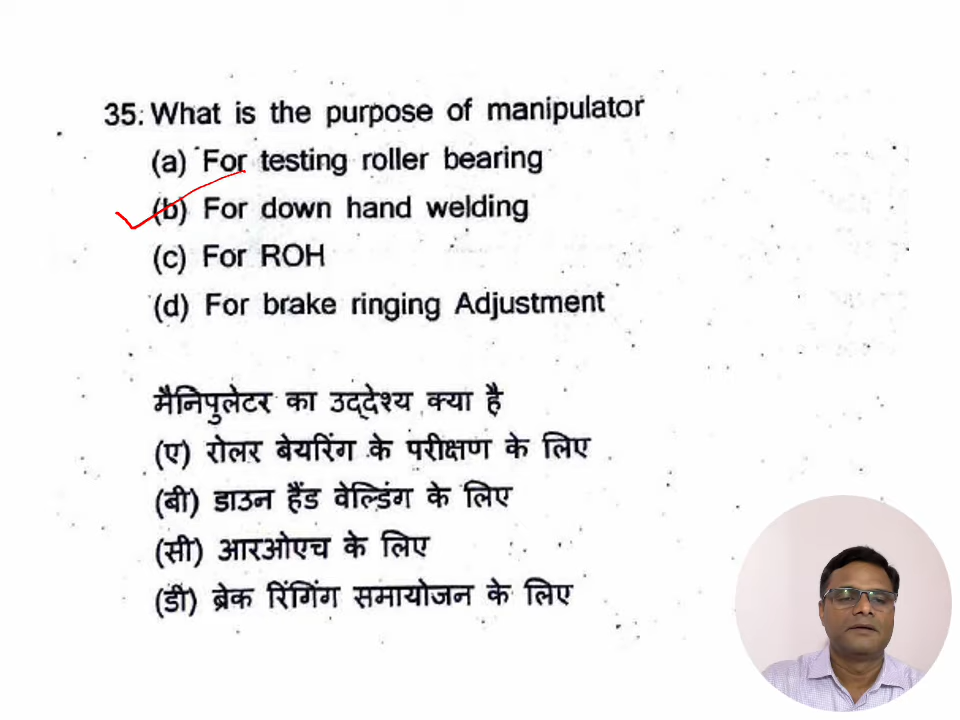 35. What is the purpose of manipulator
(a) For testing roller bearing
(b) For down hand welding
(c) For ROH
(d) For brake ringing Adjustment
मैनिपुलेटर का उद्देश्य क्या है
(ए) रोलर बेयरिंग के परीक्षण के लिए
(बी) डाउन हैंड वेल्डिंग के लिए
(सी) आरओएच के लिए
(डी) ब्रेक रिंगिंग समायोजन के लिए